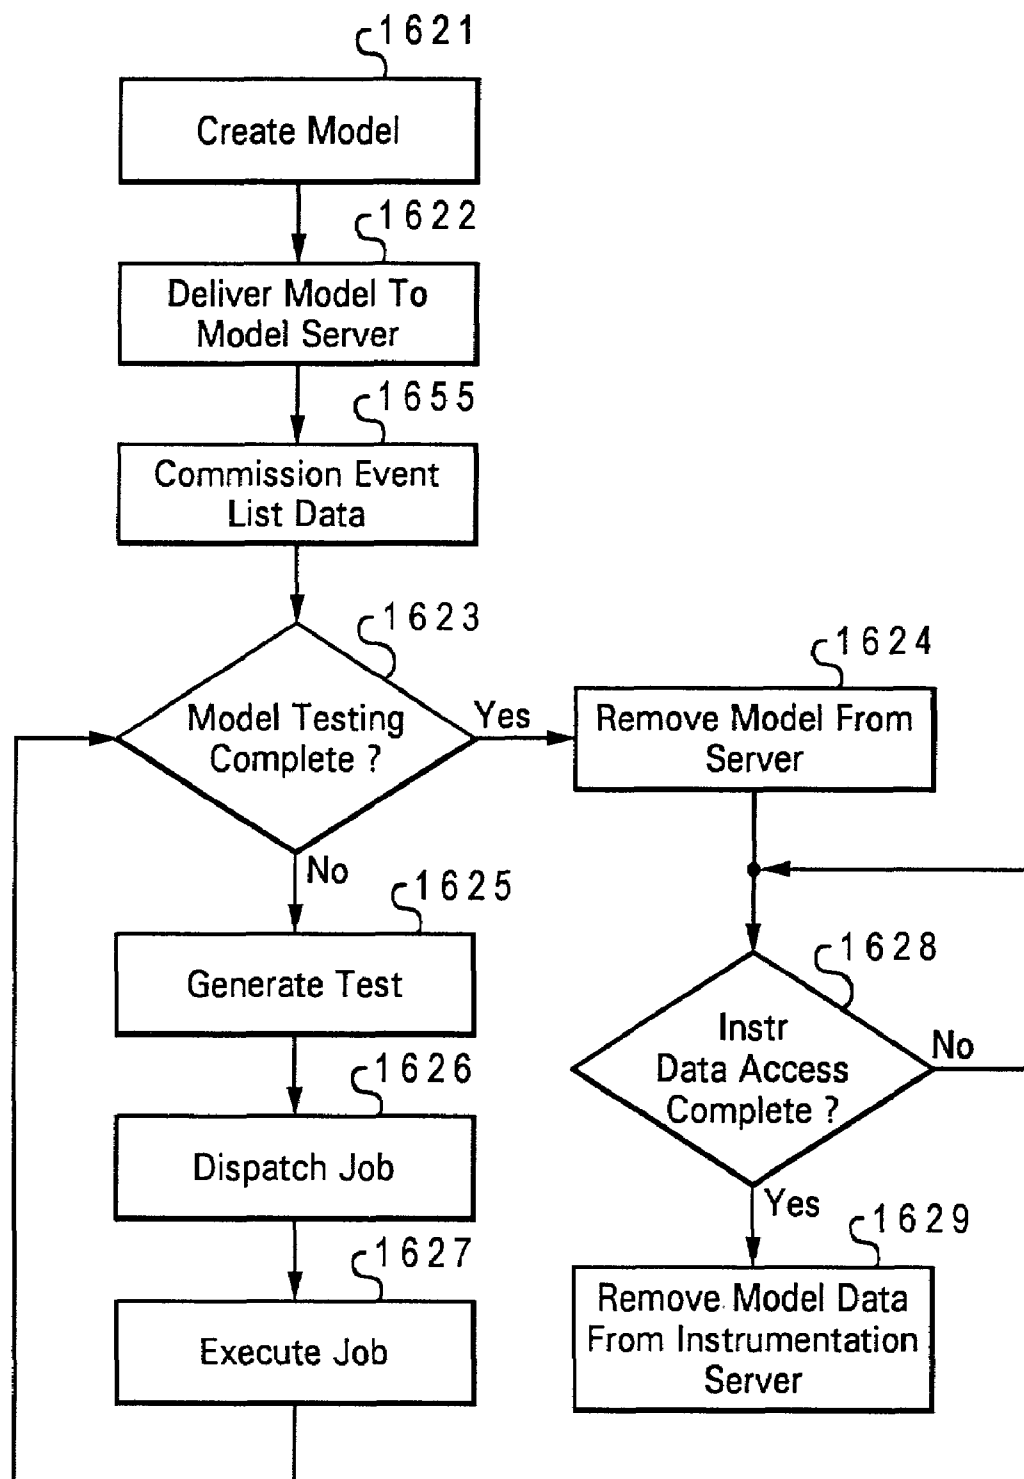 1621
Create Model
1622
Deliver Model To
Model Server
1655
Commission Event
List Data
1623
Model Testing
Complete ?
Yes
No
1624
Remove Model From
Server
1625
Generate Test
1628
Instr
Data Access
Complete ?
No
Yes
1626
Dispatch Job
1627
Execute Job
1629
Remove Model Data
From Instrumentation
Server